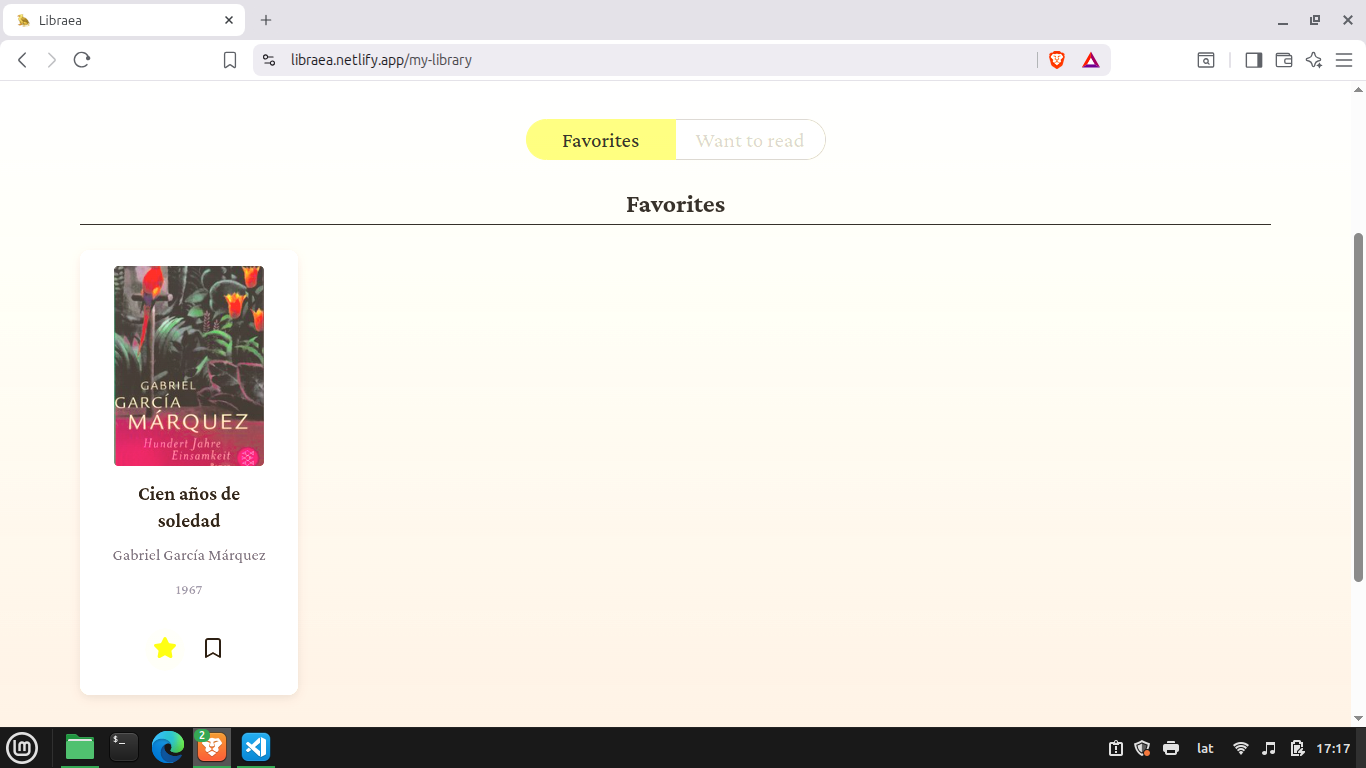 Libraea
libraea.netlify.app/my-library
Favorites
Want to read
Favorites
GABRIEL
GARCÍA
MÁRQUEZ
Hundert Jahre
Einsamkeit
Cien años de
soledad
Gabriel García Márquez
1967
$_
2
lat
17:17